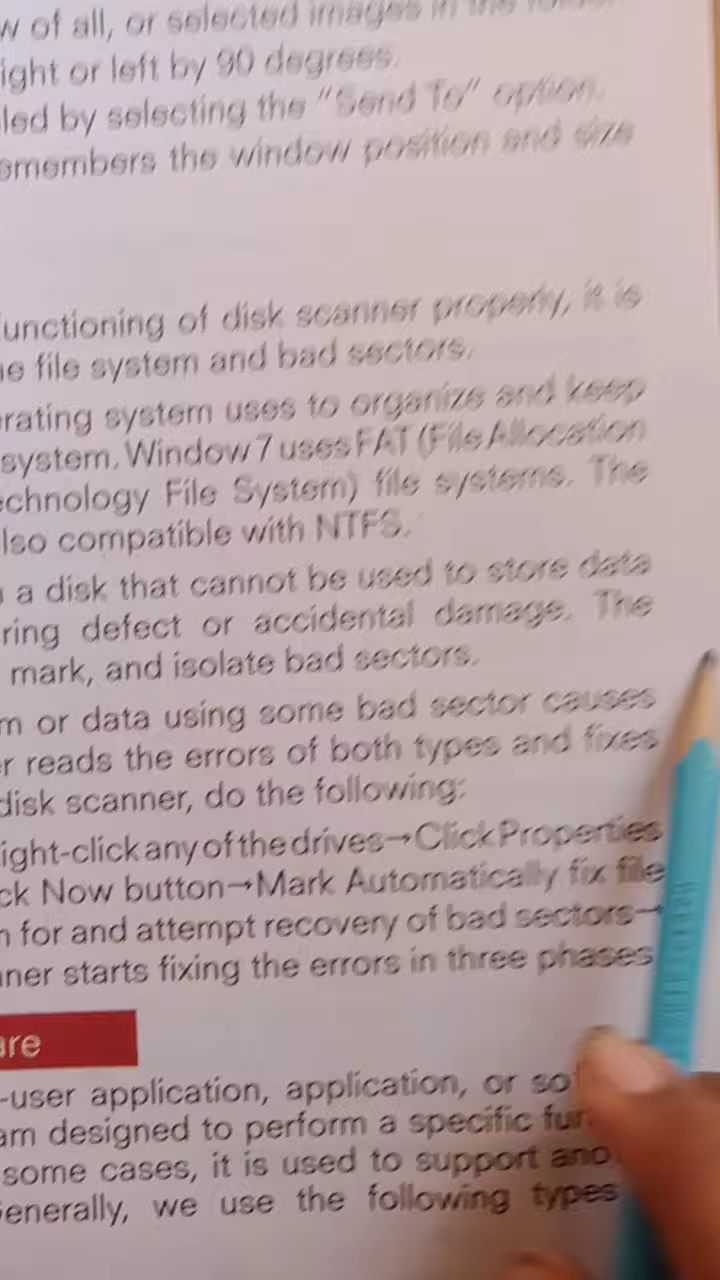 w of all, or selected images in the folder
ight or left by 90 degrees.
led by selecting the “Send To” option.
emembers the window position and size
unctioning of disk scanner properly, it is
e file system and bad sectors.
rating system uses to organize and keep
system. Window 7 uses FAT (File Allocation
echnology File System) file systems. The
lso compatible with NTFS.
a disk that cannot be used to store data
ring defect or accidental damage. The
mark, and isolate bad sectors.
m or data using some bad sector causes
r reads the errors of both types and fixes
disk scanner, do the following:
ight-click any of the drives→Click Properties
ck Now button→Mark Automatically fix file
n for and attempt recovery of bad sectors→
ner starts fixing the errors in three phases
are
-user application, application, or so
am designed to perform a specific fun
some cases, it is used to support and
Generally, we use the following types